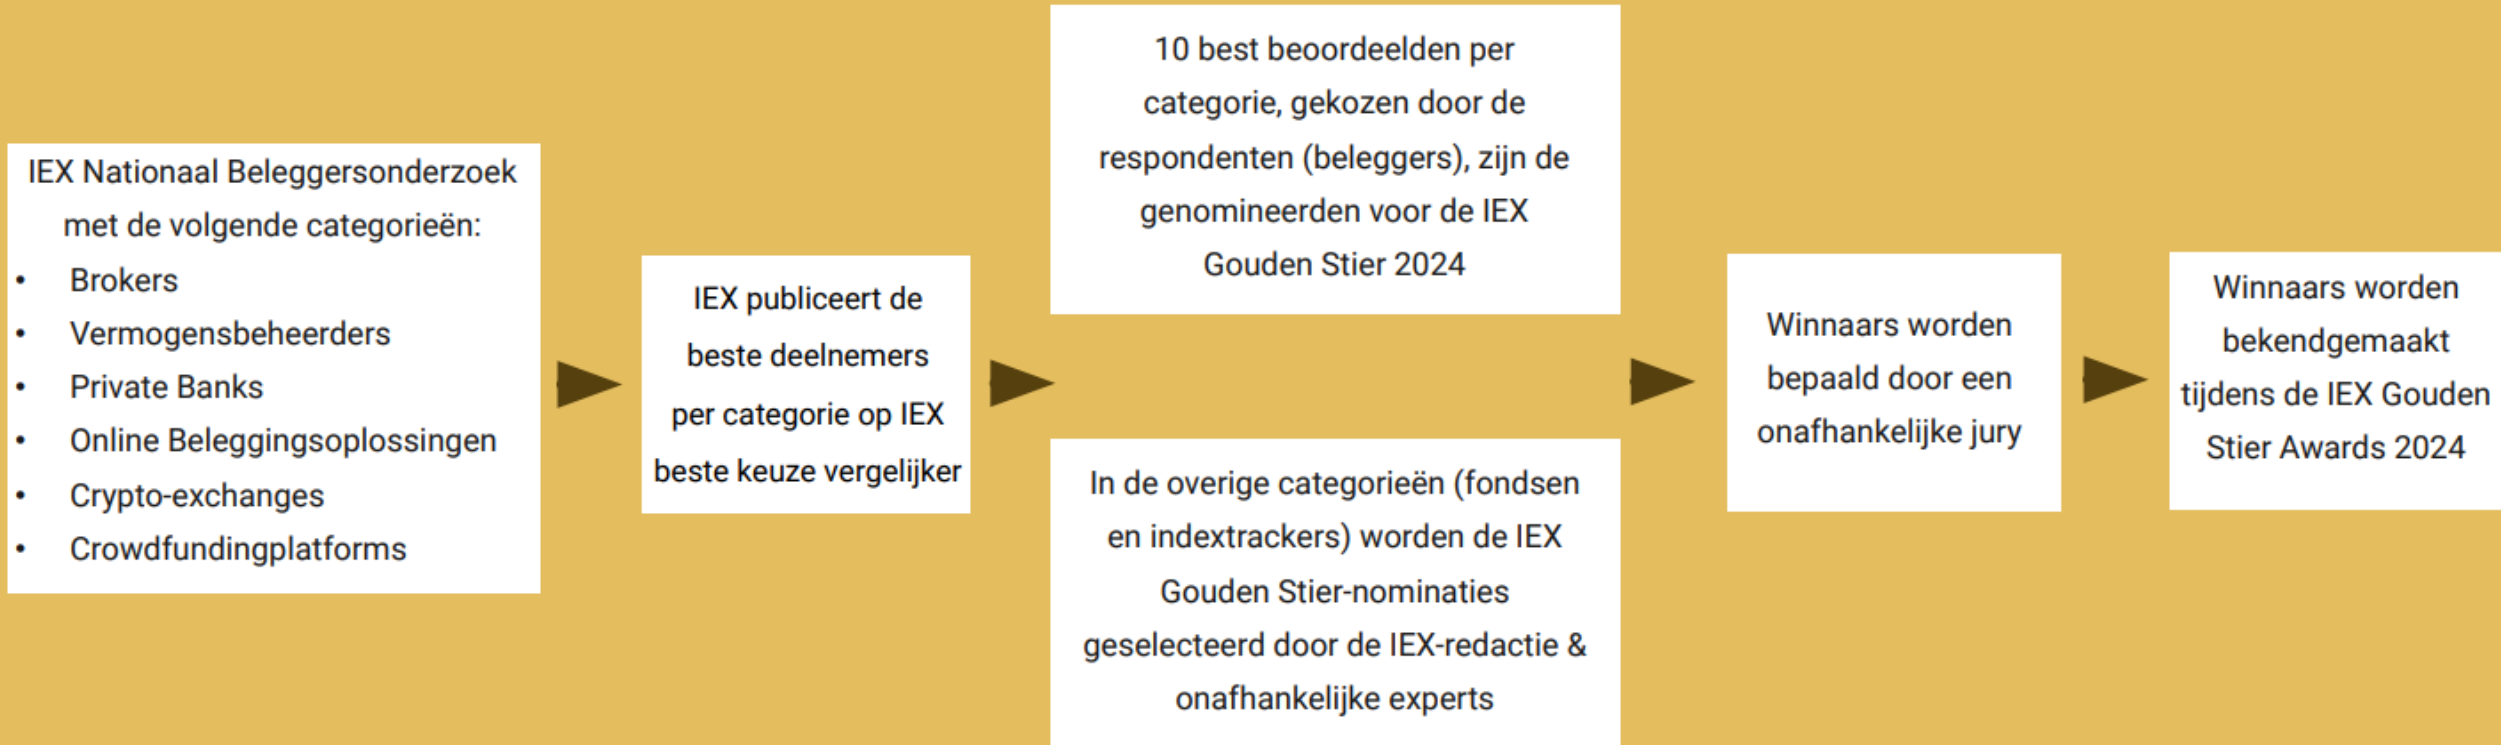 IEX Nationaal Beleggersonderzoek
met de volgende categorieën:
• Brokers
• Vermogensbeheerders
• Private Banks
• Online Beleggingsoplossingen
• Crypto-exchanges
• Crowdfundingplatforms
IEX publiceert de
beste deelnemers
per categorie op IEX
beste keuze vergelijker
10 best beoordeelden per
categorie, gekozen door de
respondenten (beleggers), zijn de
genomineerden voor de IEX
Gouden Stier 2024
In de overige categorieën (fondsen
en indextrackers) worden de IEX
Gouden Stier-nominaties
geselecteerd door de IEX-redactie &
onafhankelijke experts
Winnaars worden
bepaald door een
onafhankelijke jury
Winnaars worden
bekendgemaakt
tijdens de IEX Gouden
Stier Awards 2024